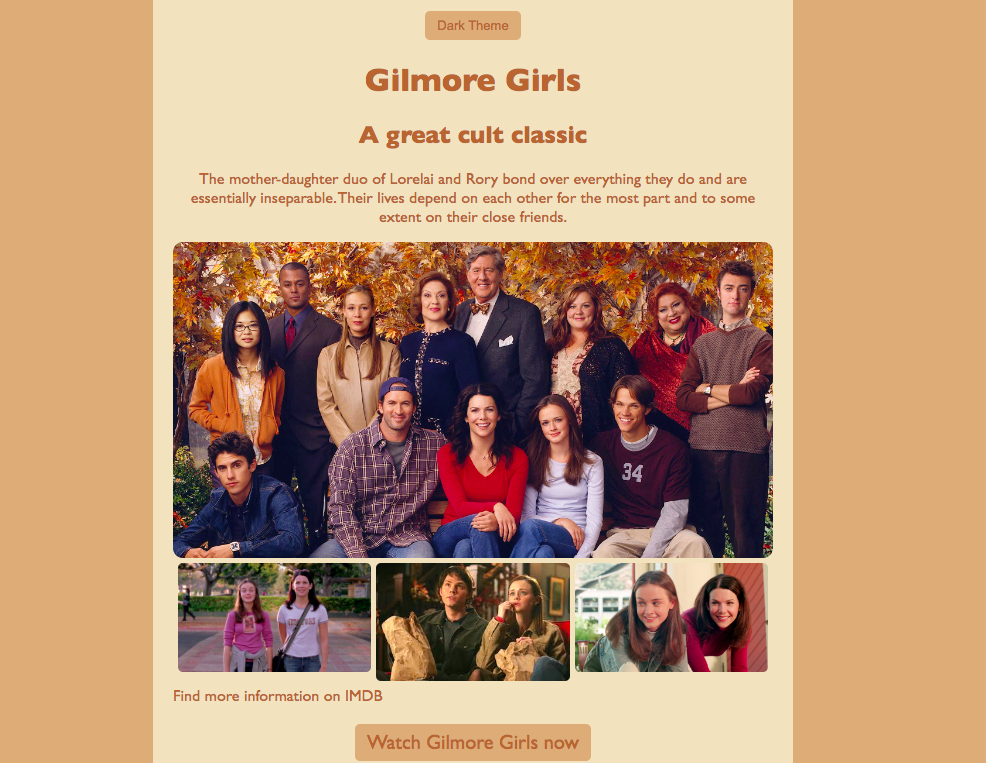 Dark Theme
Gilmore Girls
A great cult classic
The mother-daughter duo of Lorelai and Rory bond over everything they do and are
essentially inseparable.Their lives depend on each other for the most part and to some
extent on their close friends.
34
Find more information on IMDB
Watch Gilmore Girls now